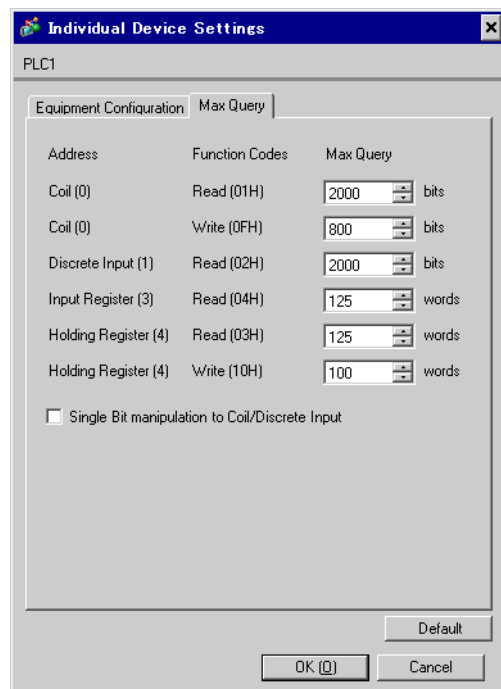 Individual Device Settings
PLC1
Equipment Configuration Max Query
Address Function Codes Max Query
Coil (0) Read (01H) 2000 bits
Coil (0) Write (0FH) 800 bits
Discrete Input (1) Read (02H) 2000 bits
Input Register (3) Read (04H) 125 words
Holding Register (4) Read (03H) 125 words
Holding Register (4) Write (10H) 100 words
Single Bit manipulation to Coil/Discrete Input
Default
OK (O) Cancel